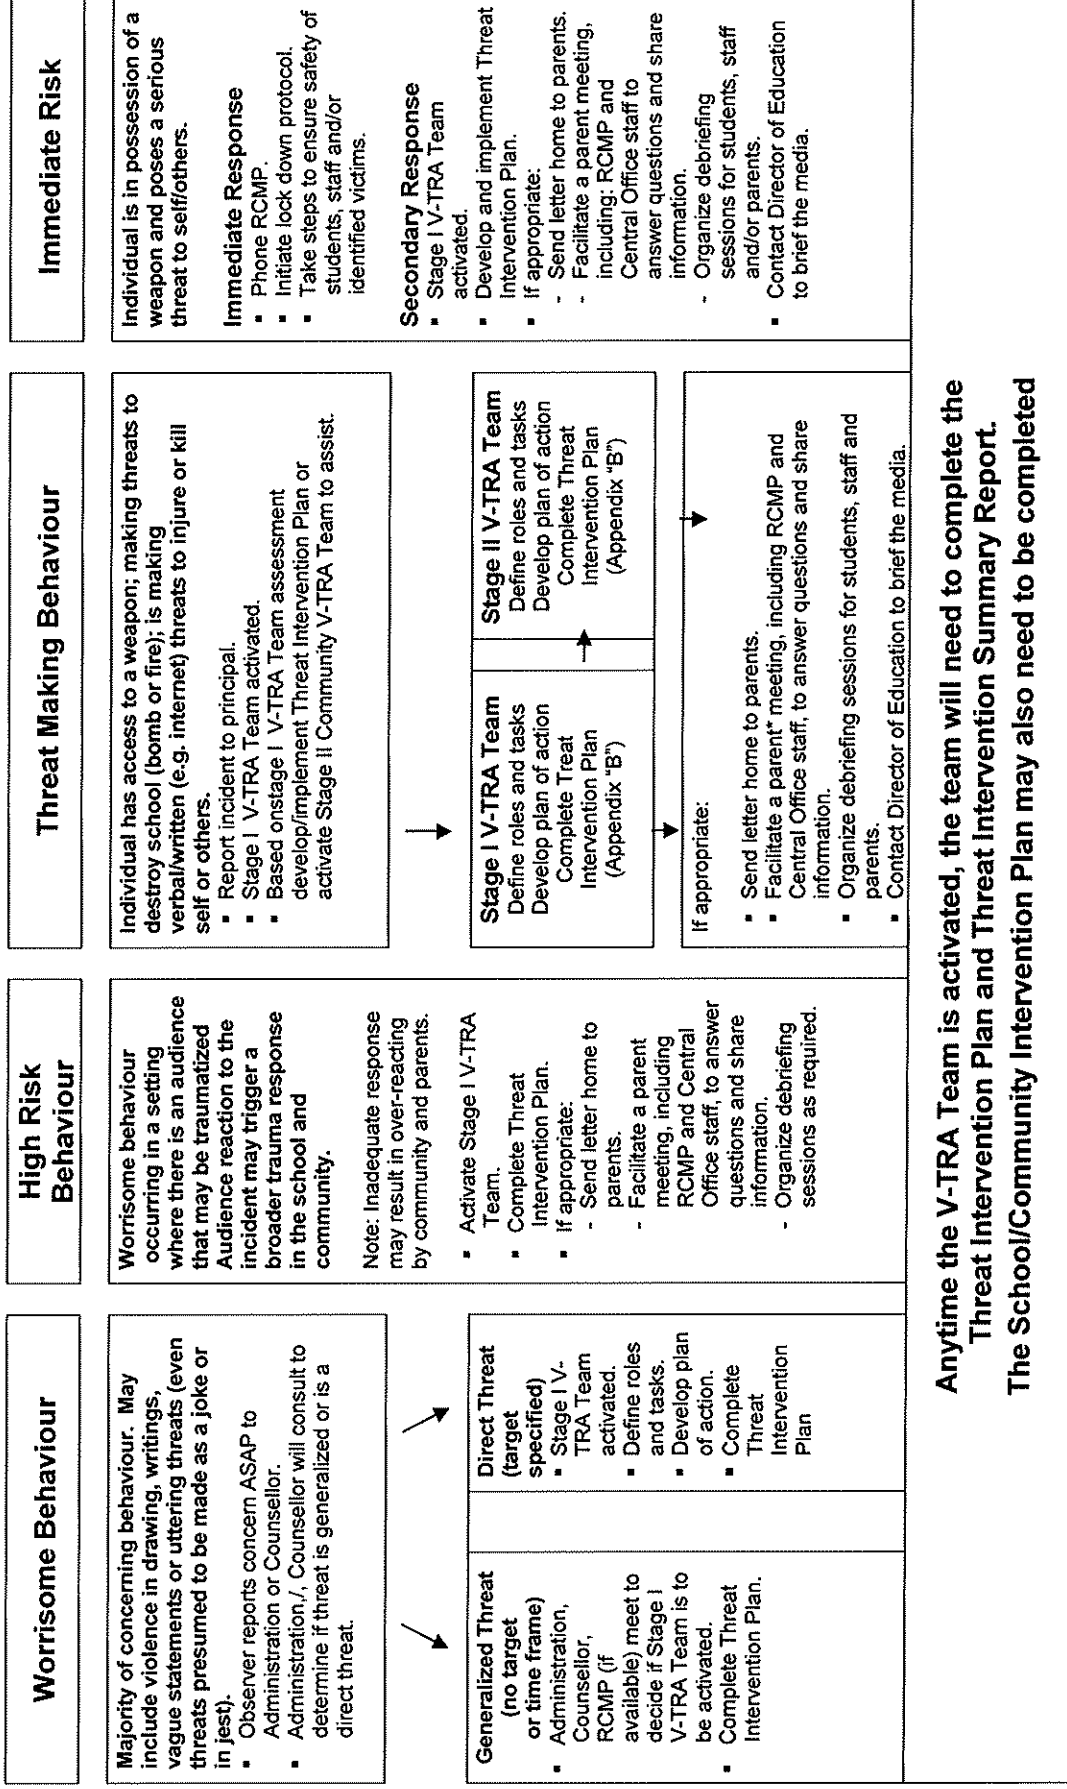 Worrisome Behaviour
Majority of concerning behaviour. May
include violence in drawing, writings,
vague statements or uttering threats (even
threats presumed to be made as a joke or
in jest).
▪ Observer reports concern ASAP to
Administration or Counsellor.
▪ Administration,/, Counsellor will consult to
determine if threat is generalized or is a
direct threat.
Generalized Threat
(no target
or time frame)
▪ Administration,
Counsellor,
RCMP (if
available) meet to
decide if Stage I
V-TRA Team is to
be activated.
▪ Complete Threat
Intervention Plan.
Direct Threat
(target
specified)
▪ Stage I V-
TRA Team
activated.
▪ Define roles
and tasks.
▪ Develop plan
of action.
▪ Complete
Threat
Intervention
Plan
High Risk
Behaviour
Worrisome behaviour
occurring in a setting
where there is an audience
that may be traumatized
Audience reaction to the
incident may trigger a
broader trauma response
in the school and
community.
Note: Inadequate response
may result in over-reacting
by community and parents.
▪ Activate Stage I V-TRA
Team.
▪ Complete Threat
Intervention Plan.
▪ If appropriate:
- Send letter home to
parents.
- Facilitate a parent
meeting, including
RCMP and Central
Office staff, to answer
questions and share
information.
- Organize debriefing
sessions as required.
Threat Making Behaviour
Individual has access to a weapon; making threats to
destroy school (bomb or fire); is making
verbal/written (e.g. internet) threats to injure or kill
self or others.
▪ Report incident to principal.
▪ Stage I V-TRA Team activated.
▪ Based onstage I V-TRA Team assessment
develop/implement Threat Intervention Plan or
activate Stage II Community V-TRA Team to assist.
Stage I V-TRA Team
Define roles and tasks
Develop plan of action
Complete Treat
Intervention Plan
(Appendix "B")
Stage II V-TRA Team
Define roles and tasks
Develop plan of action
Complete Threat
Intervention Plan
(Appendix "B")
If appropriate:
▪ Send letter home to parents.
▪ Facilitate a parent* meeting, including RCMP and
Central Office staff, to answer questions and share
information.
▪ Organize debriefing sessions for students, staff and
parents.
▪ Contact Director of Education to brief the media.
Immediate Risk
Individual is in possession of a
weapon and poses a serious
threat to self/others.
Immediate Response
▪ Phone RCMP.
▪ Initiate lock down protocol.
▪ Take steps to ensure safety of
students, staff and/or
identified victims.
Secondary Response
▪ Stage I V-TRA Team
activated.
▪ Develop and implement Threat
Intervention Plan.
▪ If appropriate:
- Send letter home to parents.
- Facilitate a parent meeting,
including: RCMP and
Central Office staff to
answer questions and share
information.
- Organize debriefing
sessions for students, staff
and/or parents.
▪ Contact Director of Education
to brief the media.
Anytime the V-TRA Team is activated, the team will need to complete the
Threat Intervention Plan and Threat Intervention Summary Report.
The School/Community Intervention Plan may also need to be completed